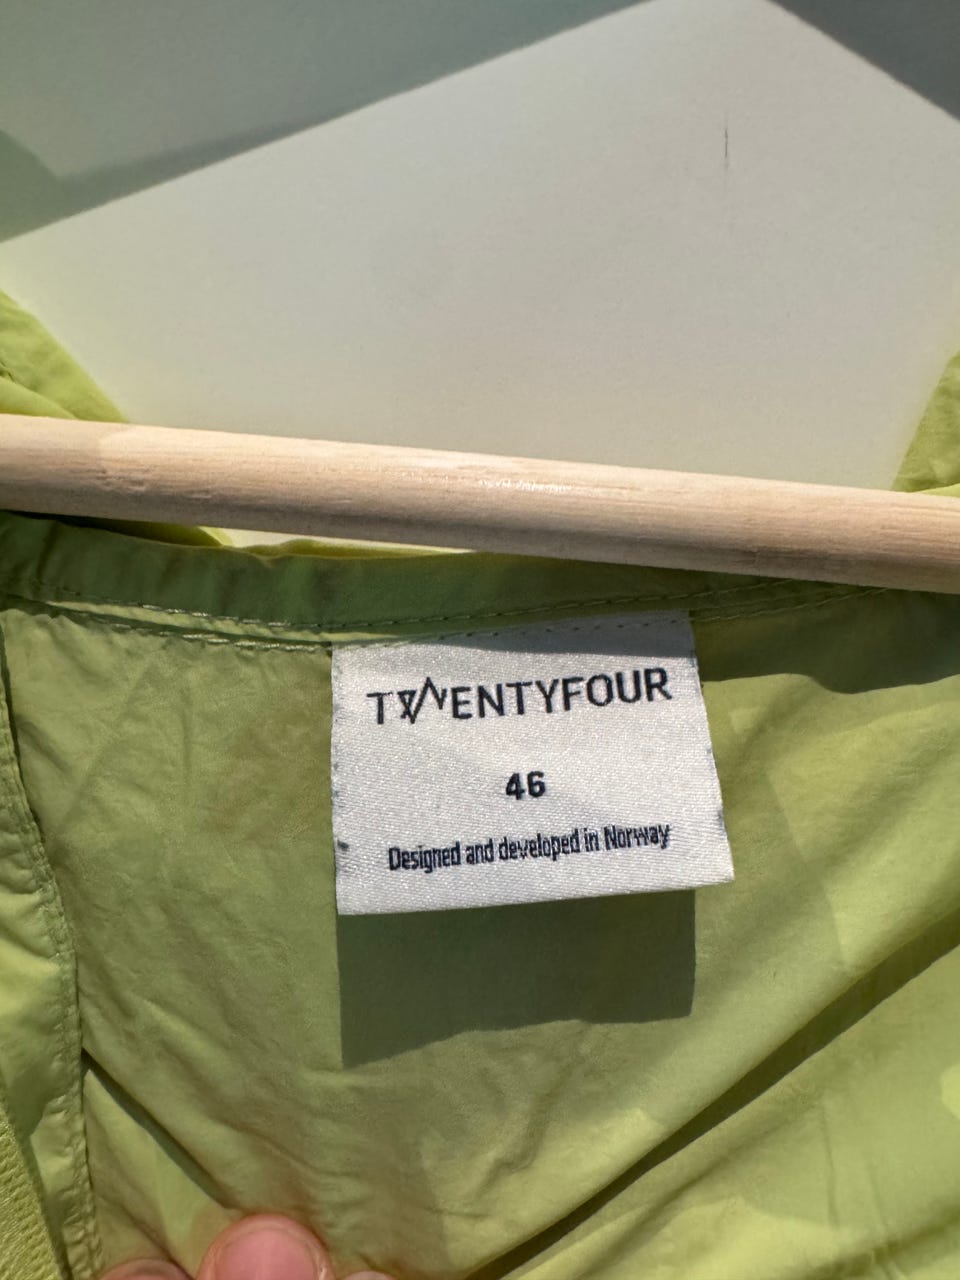 TWENTYFOUR
46
Designed and developed in Norway